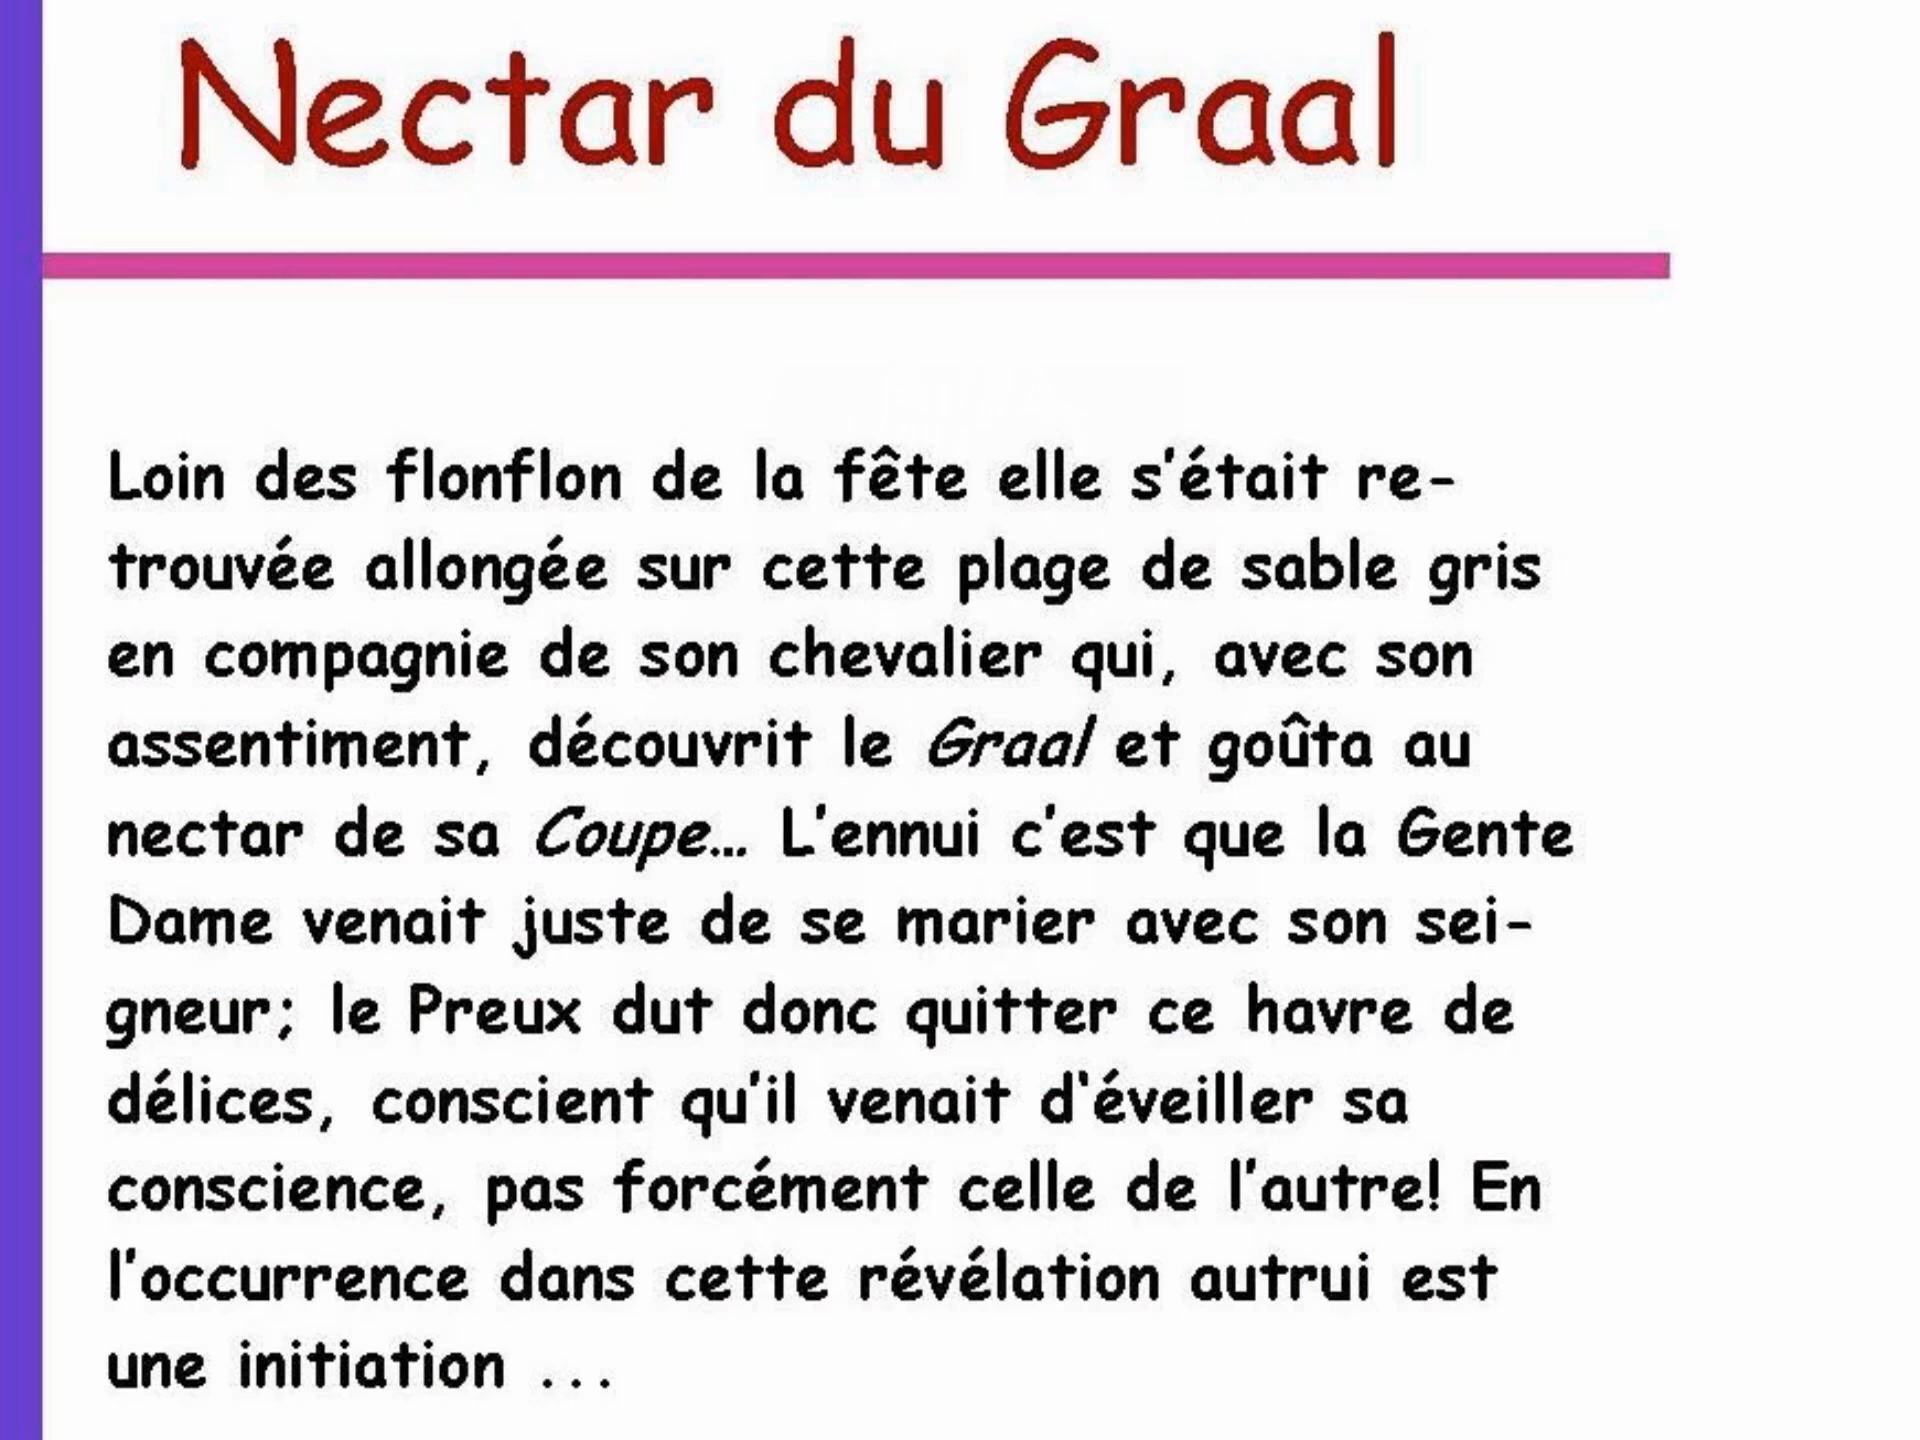 Nectar du Graal
Loin des flonflon de la fête elle s'était re-
trouvée allongée sur cette plage de sable gris
en compagnie de son chevalier qui, avec son
assentiment, découvrit le Graal et goûta au
nectar de sa Coupe... L'ennui c'est que la Gente
Dame venait juste de se marier avec son sei-
gneur; le Preux dut donc quitter ce havre de
délices, conscient qu'il venait d'éveiller sa
conscience, pas forcément celle de l'autre! En
l'occurrence dans cette révélation autrui est
une initiation ...